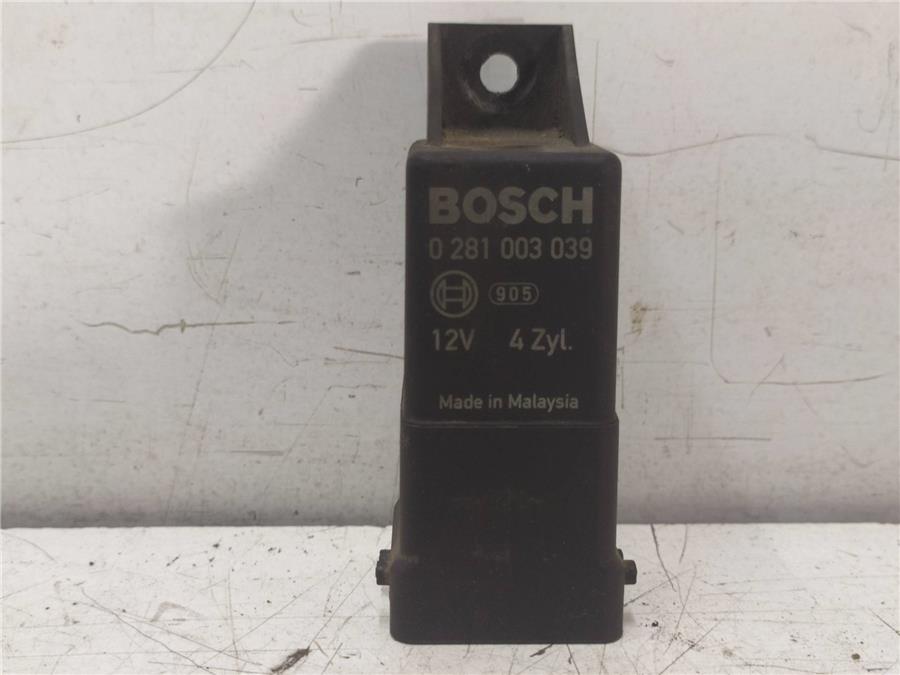 BOSCH
0 281 003 039
905
12V 4 Zyl.
Made in Malaysia